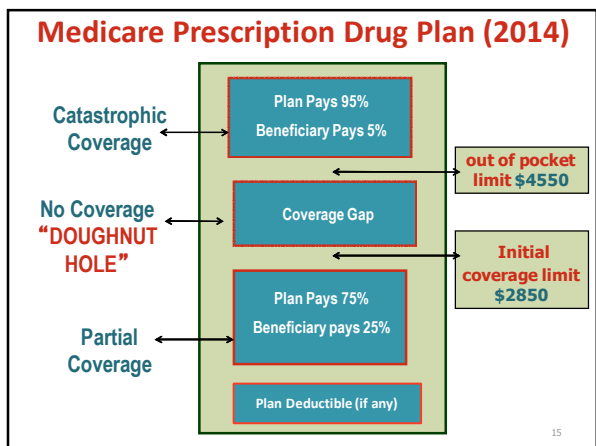 Medicare Prescription Drug Plan (2014)
Plan Pays 95%
Beneficiary Pays 5%
Catastrophic
Coverage
out of pocket
limit $4550
No Coverage
“DOUGHNUT
HOLE”
Coverage Gap
Initial
coverage limit
$2850
Plan Pays 75%
Beneficiary pays 25%
Partial
Coverage
Plan Deductible (if any)
15